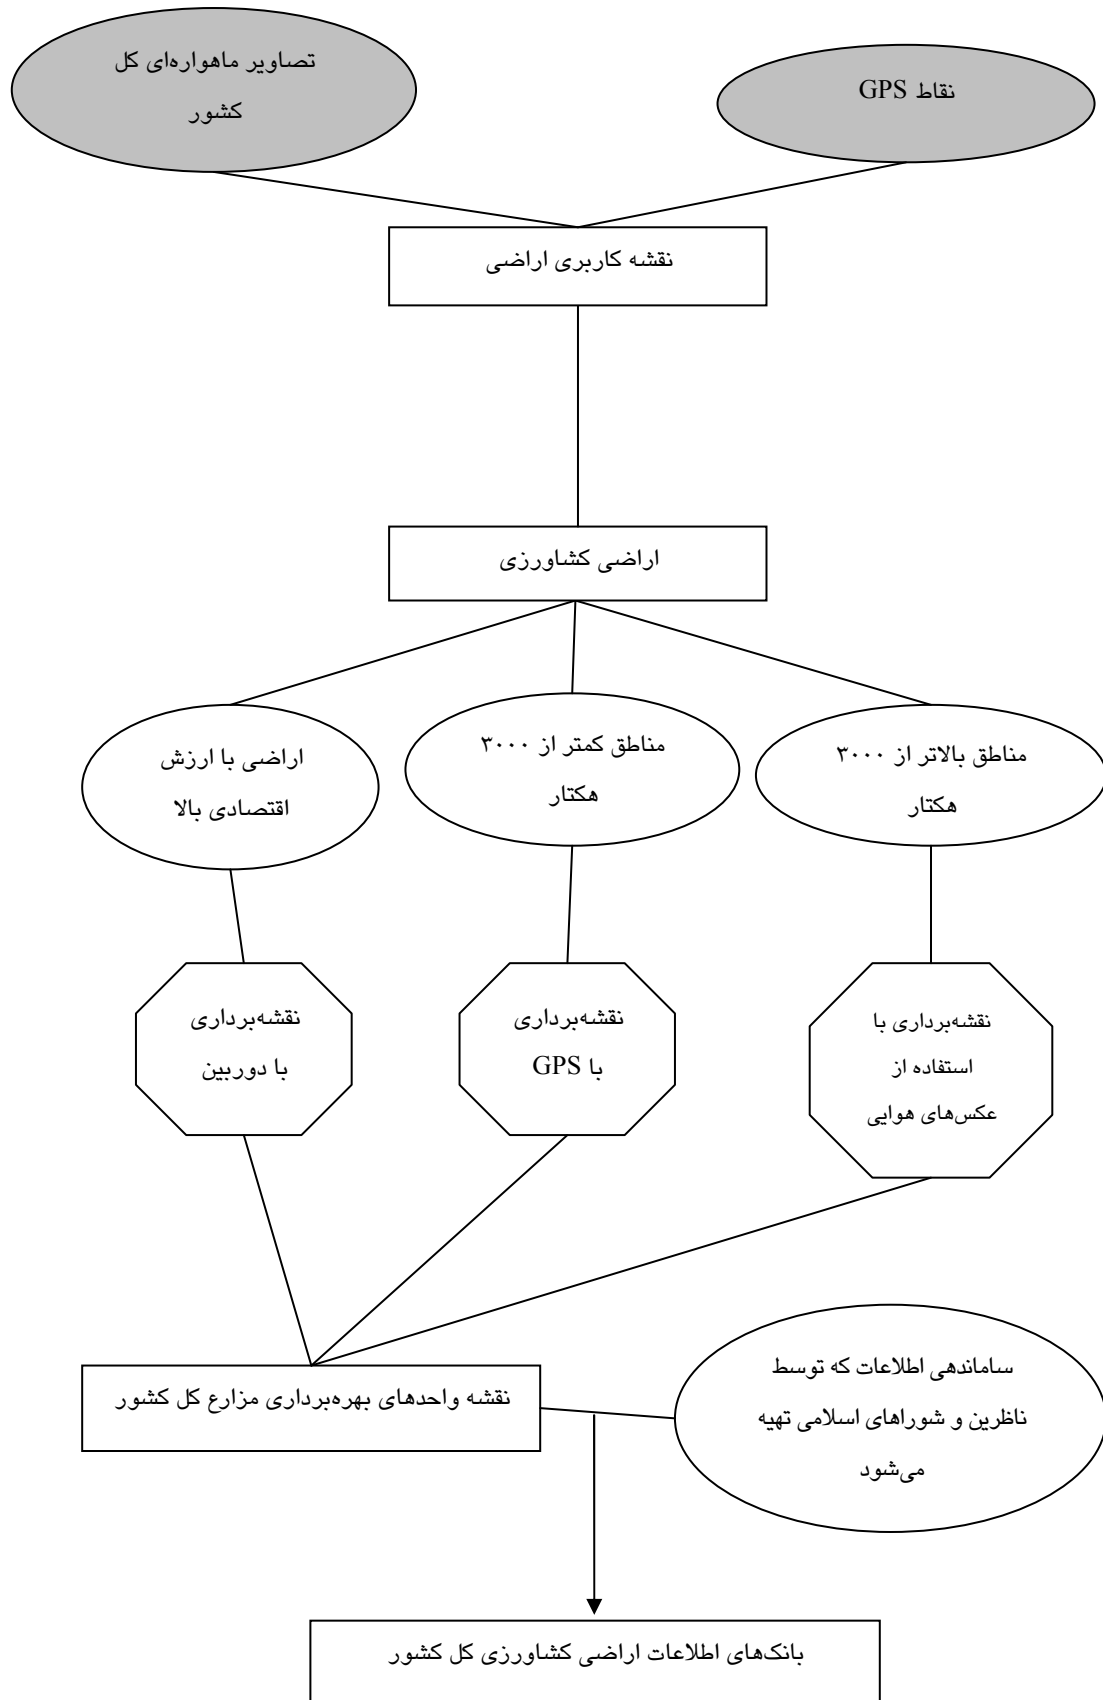 تصاویر ماهواره‌ای کل
کشور
نقاط GPS
نقشه کاربری اراضی
اراضی کشاورزی
مناطق بالاتر از ۳۰۰۰
هکتار
مناطق کمتر از ۳۰۰۰
هکتار
اراضی با ارزش
اقتصادی بالا
نقشه‌برداری با
استفاده از
عکس‌های هوایی
نقشه‌برداری
با GPS
نقشه‌برداری
با دوربین
نقشه واحدهای بهره‌برداری مزارع کل کشور
ساماندهی اطلاعات که توسط
ناظرین و شوراهای اسلامی تهیه
می‌شود
بانک‌های اطلاعات اراضی کشاورزی کل کشور